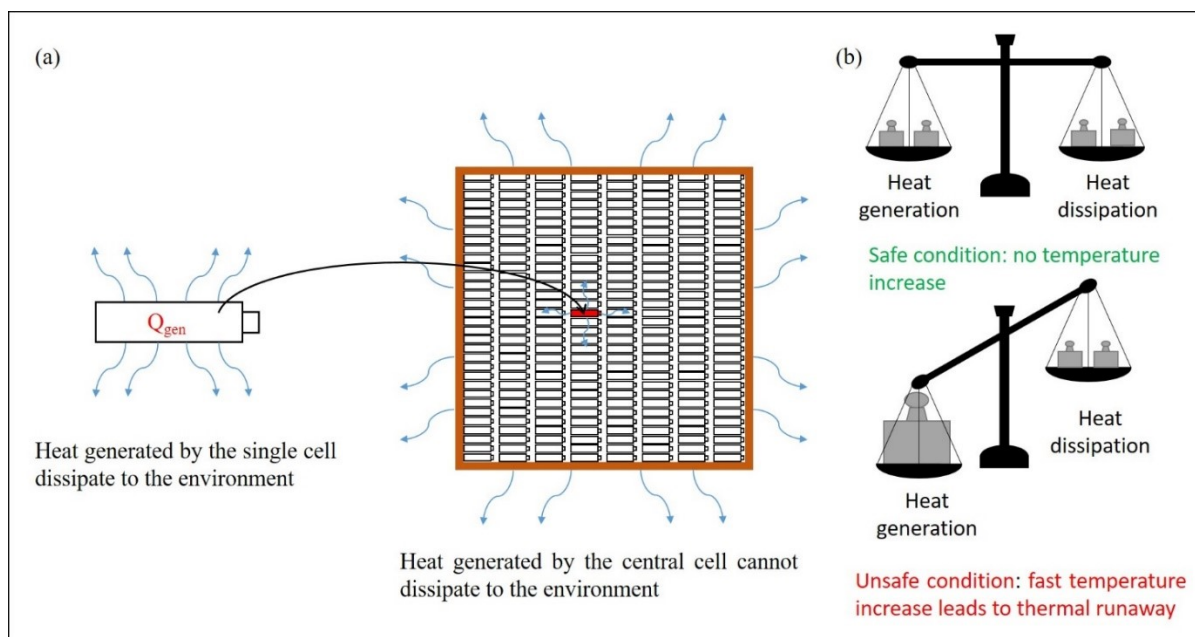 (a)
Q_gen
Heat generated by the single cell
dissipate to the environment
Heat generated by the central cell cannot
dissipate to the environment
(b)
Heat
generation
Heat
dissipation
Safe condition: no temperature
increase
Heat
dissipation
Heat
generation
Unsafe condition: fast temperature
increase leads to thermal runaway